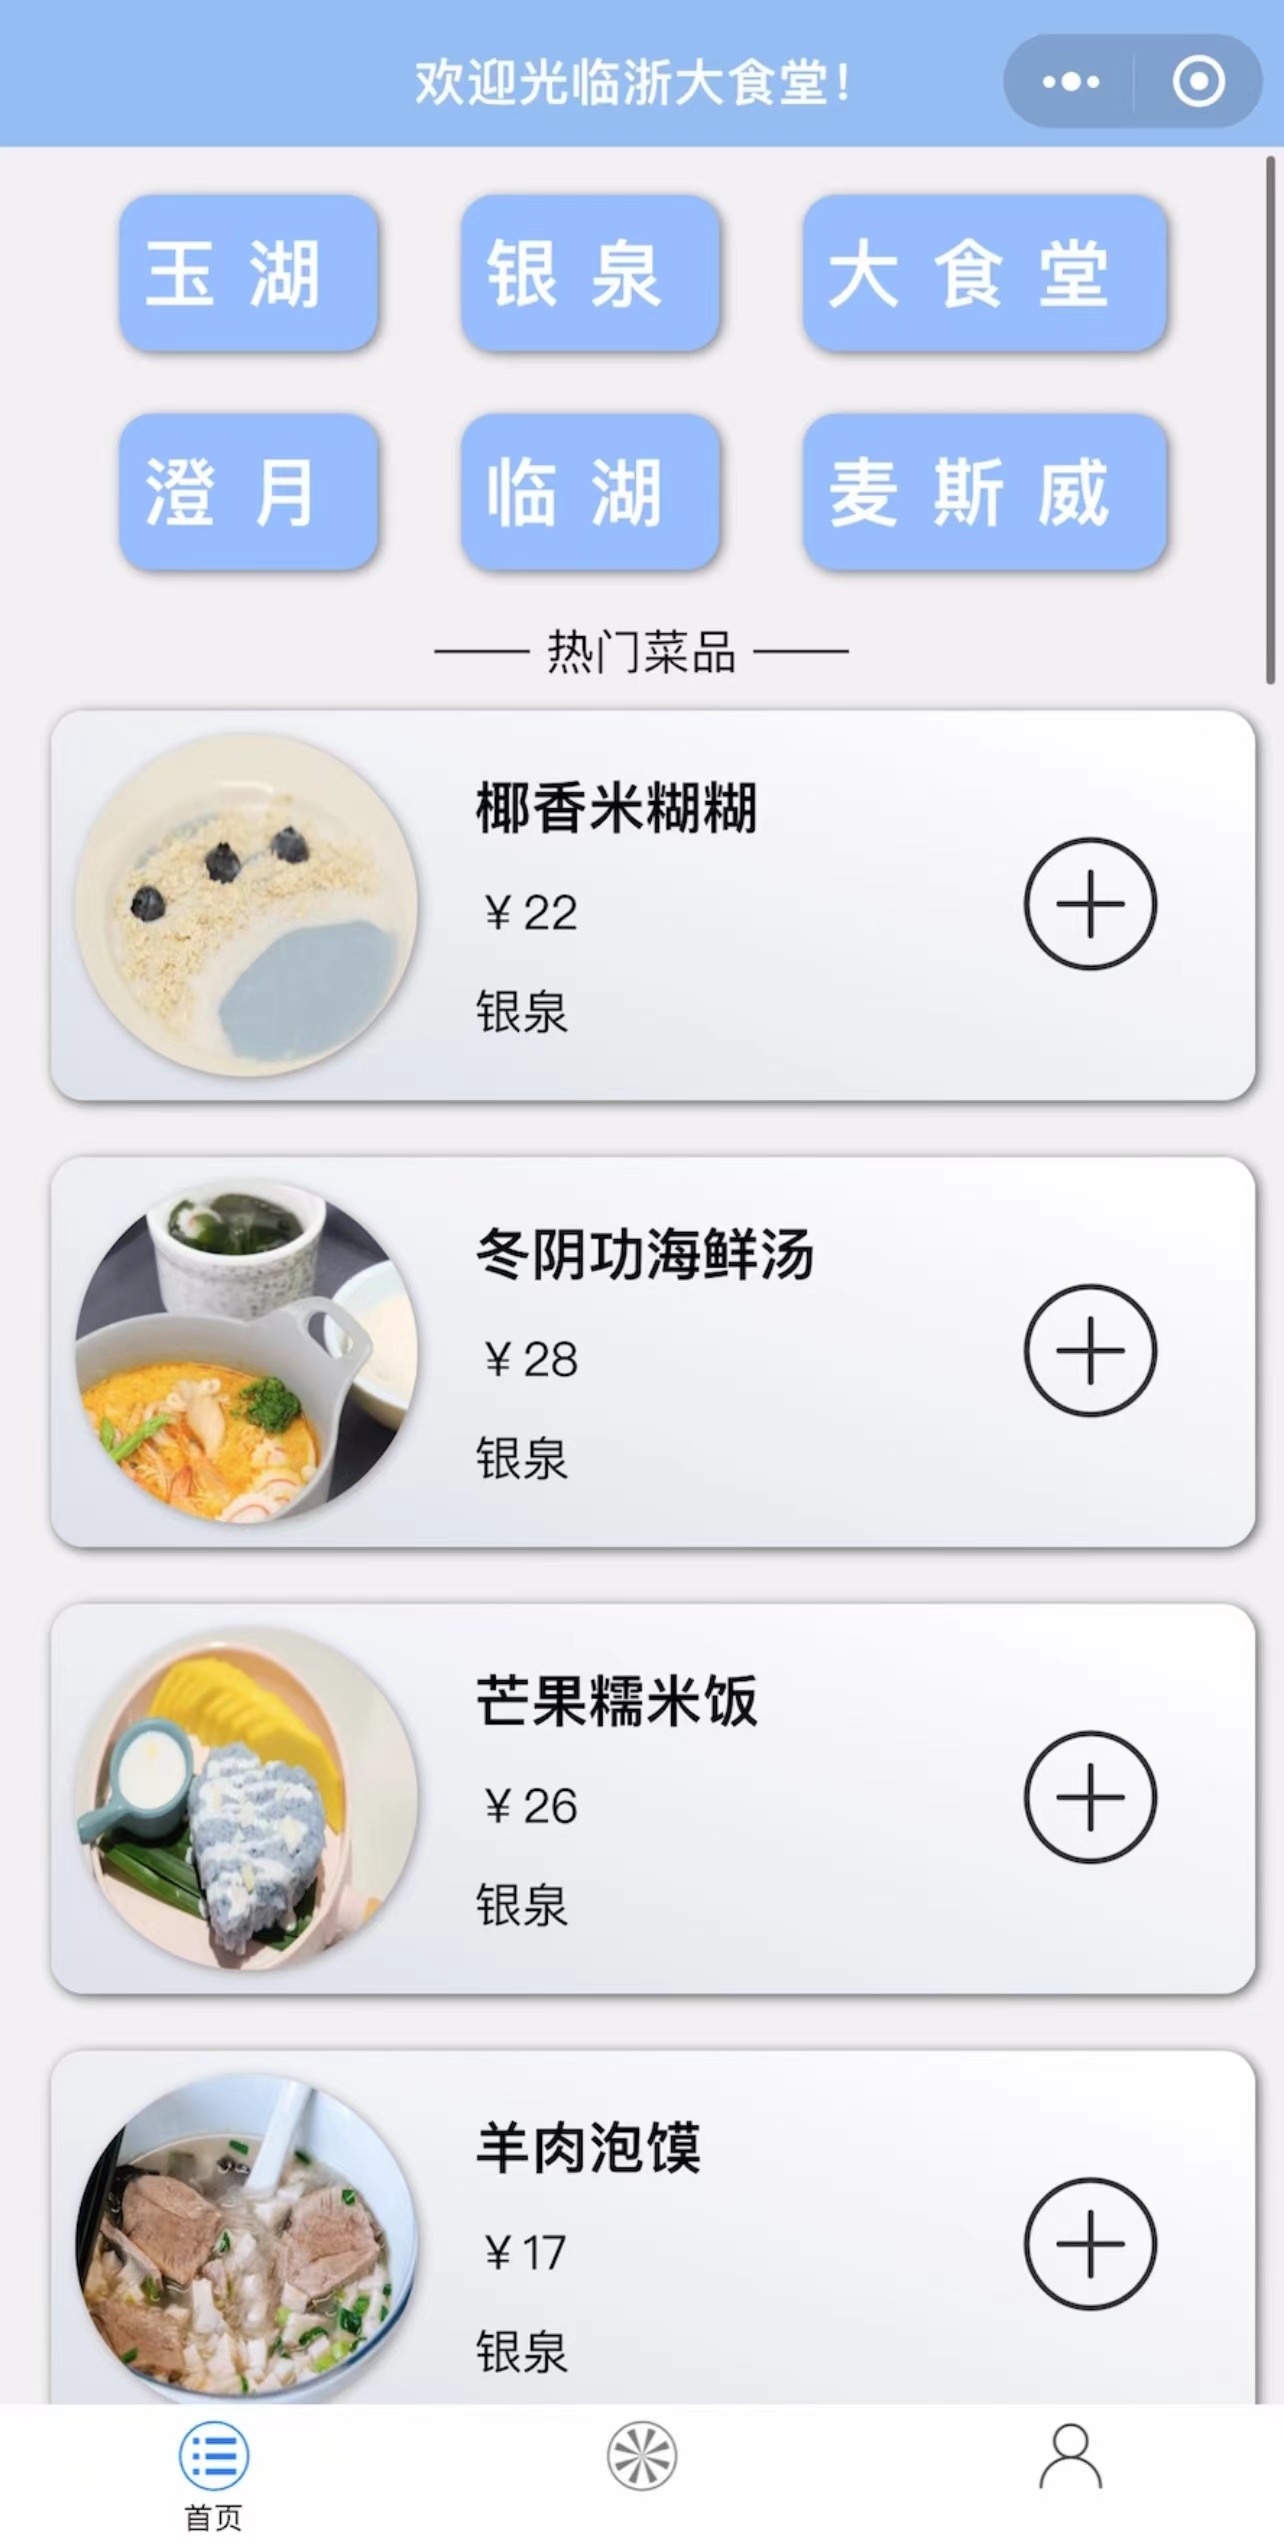 欢迎光临浙大食堂！
玉湖 银泉 大食堂
澄月 临湖 麦斯威
热门菜品
椰香米糊糊
￥22
银泉
冬阴功海鲜汤
￥28
银泉
芒果糯米饭
￥26
银泉
羊肉泡馍
￥17
银泉
首页